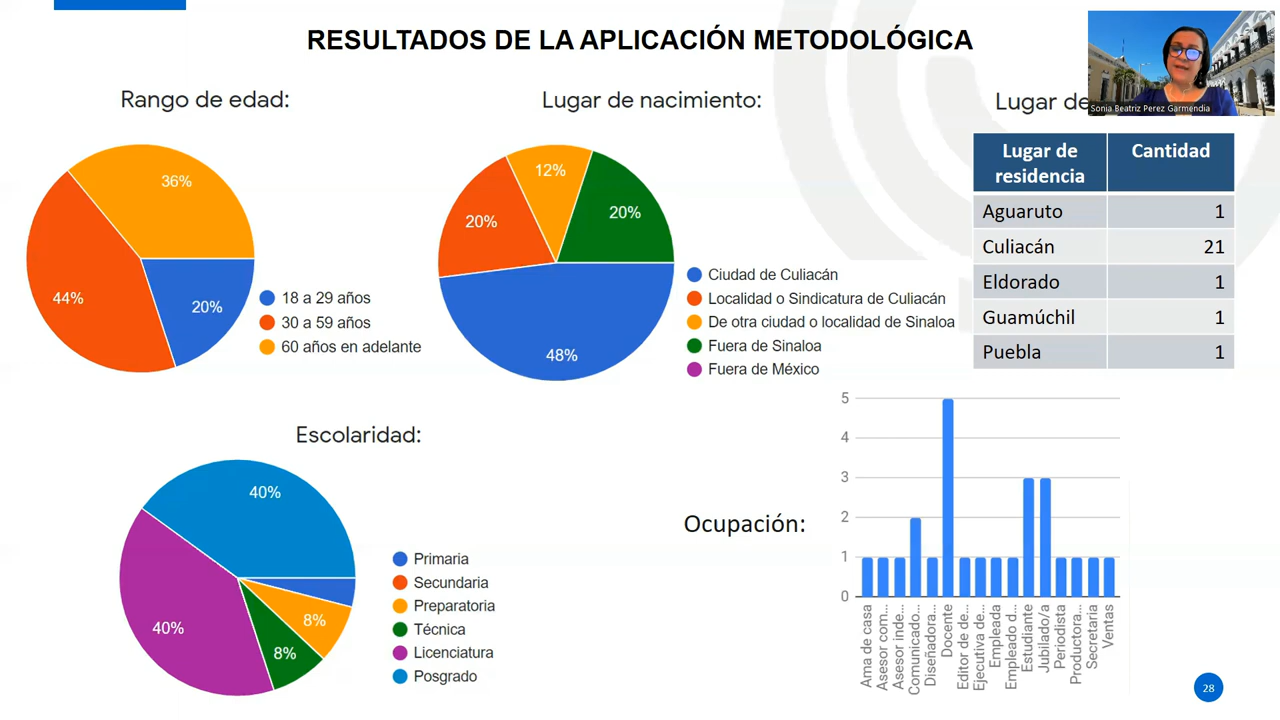 RESULTADOS DE LA APLICACIÓN METODOLÓGICA
Sonia Beatriz Perez Garmendia
Rango de edad:
36%
44%
20%
18 a 29 años
30 a 59 años
60 años en adelante
Lugar de nacimiento:
12%
20%
20%
48%
Ciudad de Culiacán
Localidad o Sindicatura de Culiacán
De otra ciudad o localidad de Sinaloa
Fuera de Sinaloa
Fuera de México
Lugar de
Lugar de residencia Cantidad
Aguaruto 1
Culiacán 21
Eldorado 1
Guamúchil 1
Puebla 1
Escolaridad:
40%
40%
8%
8%
Primaria
Secundaria
Preparatoria
Técnica
Licenciatura
Posgrado
Ocupación:
5
4
3
2
1
0
Ama de casa
Asesor com...
Asesor inde...
Comunicado...
Diseñadora...
Docente
Editor de de...
Ejecutiva de...
Empleada
Empleado d...
Estudiante
Jubilado/a
Periodista
Productora...
Secretaria
Ventas
28